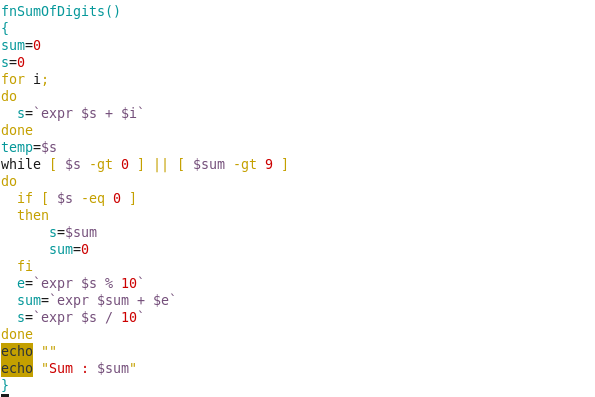 fnSumOfDigits()
{
sum=0
s=0
for i;
do
  s=`expr $s + $i`
done
temp=$s
while [ $s -gt 0 ] || [ $sum -gt 9 ]
do
  if [ $s -eq 0 ]
  then
      s=$sum
      sum=0
  fi
  e=`expr $s % 10`
  sum=`expr $sum + $e`
  s=`expr $s / 10`
done
echo ""
echo "Sum : $sum"
}